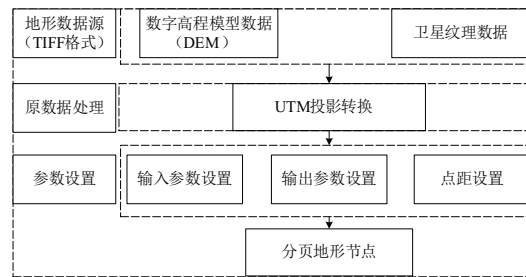 地形数据源
（TIFF格式）
数字高程模型数据
（DEM）
卫星纹理数据
原数据处理
UTM投影转换
参数设置
输入参数设置
输出参数设置
点距设置
分页地形节点